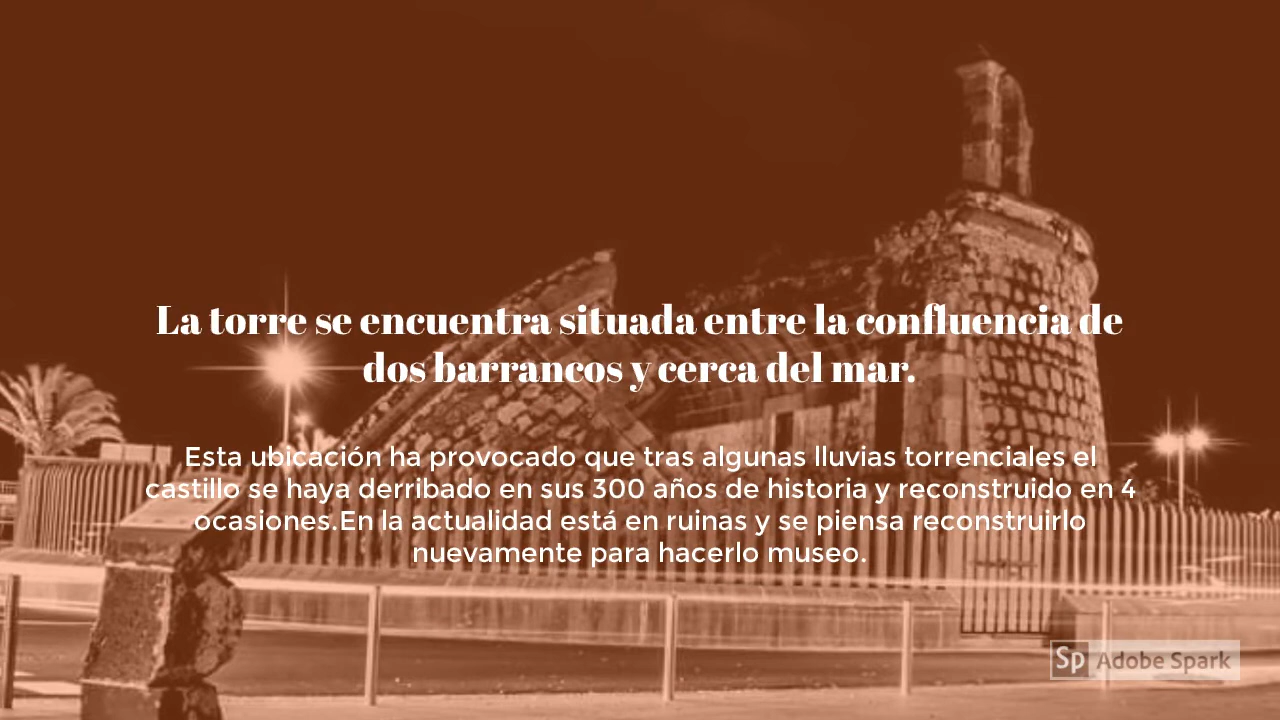 La torre se encuentra situada entre la confluencia de
dos barrancos y cerca del mar.
Esta ubicación ha provocado que tras algunas lluvias torrenciales el
castillo se haya derribado en sus 300 años de historia y reconstruido en 4
ocasiones.En la actualidad está en ruinas y se piensa reconstruirlo
nuevamente para hacerlo museo.
Sp Adobe Spark